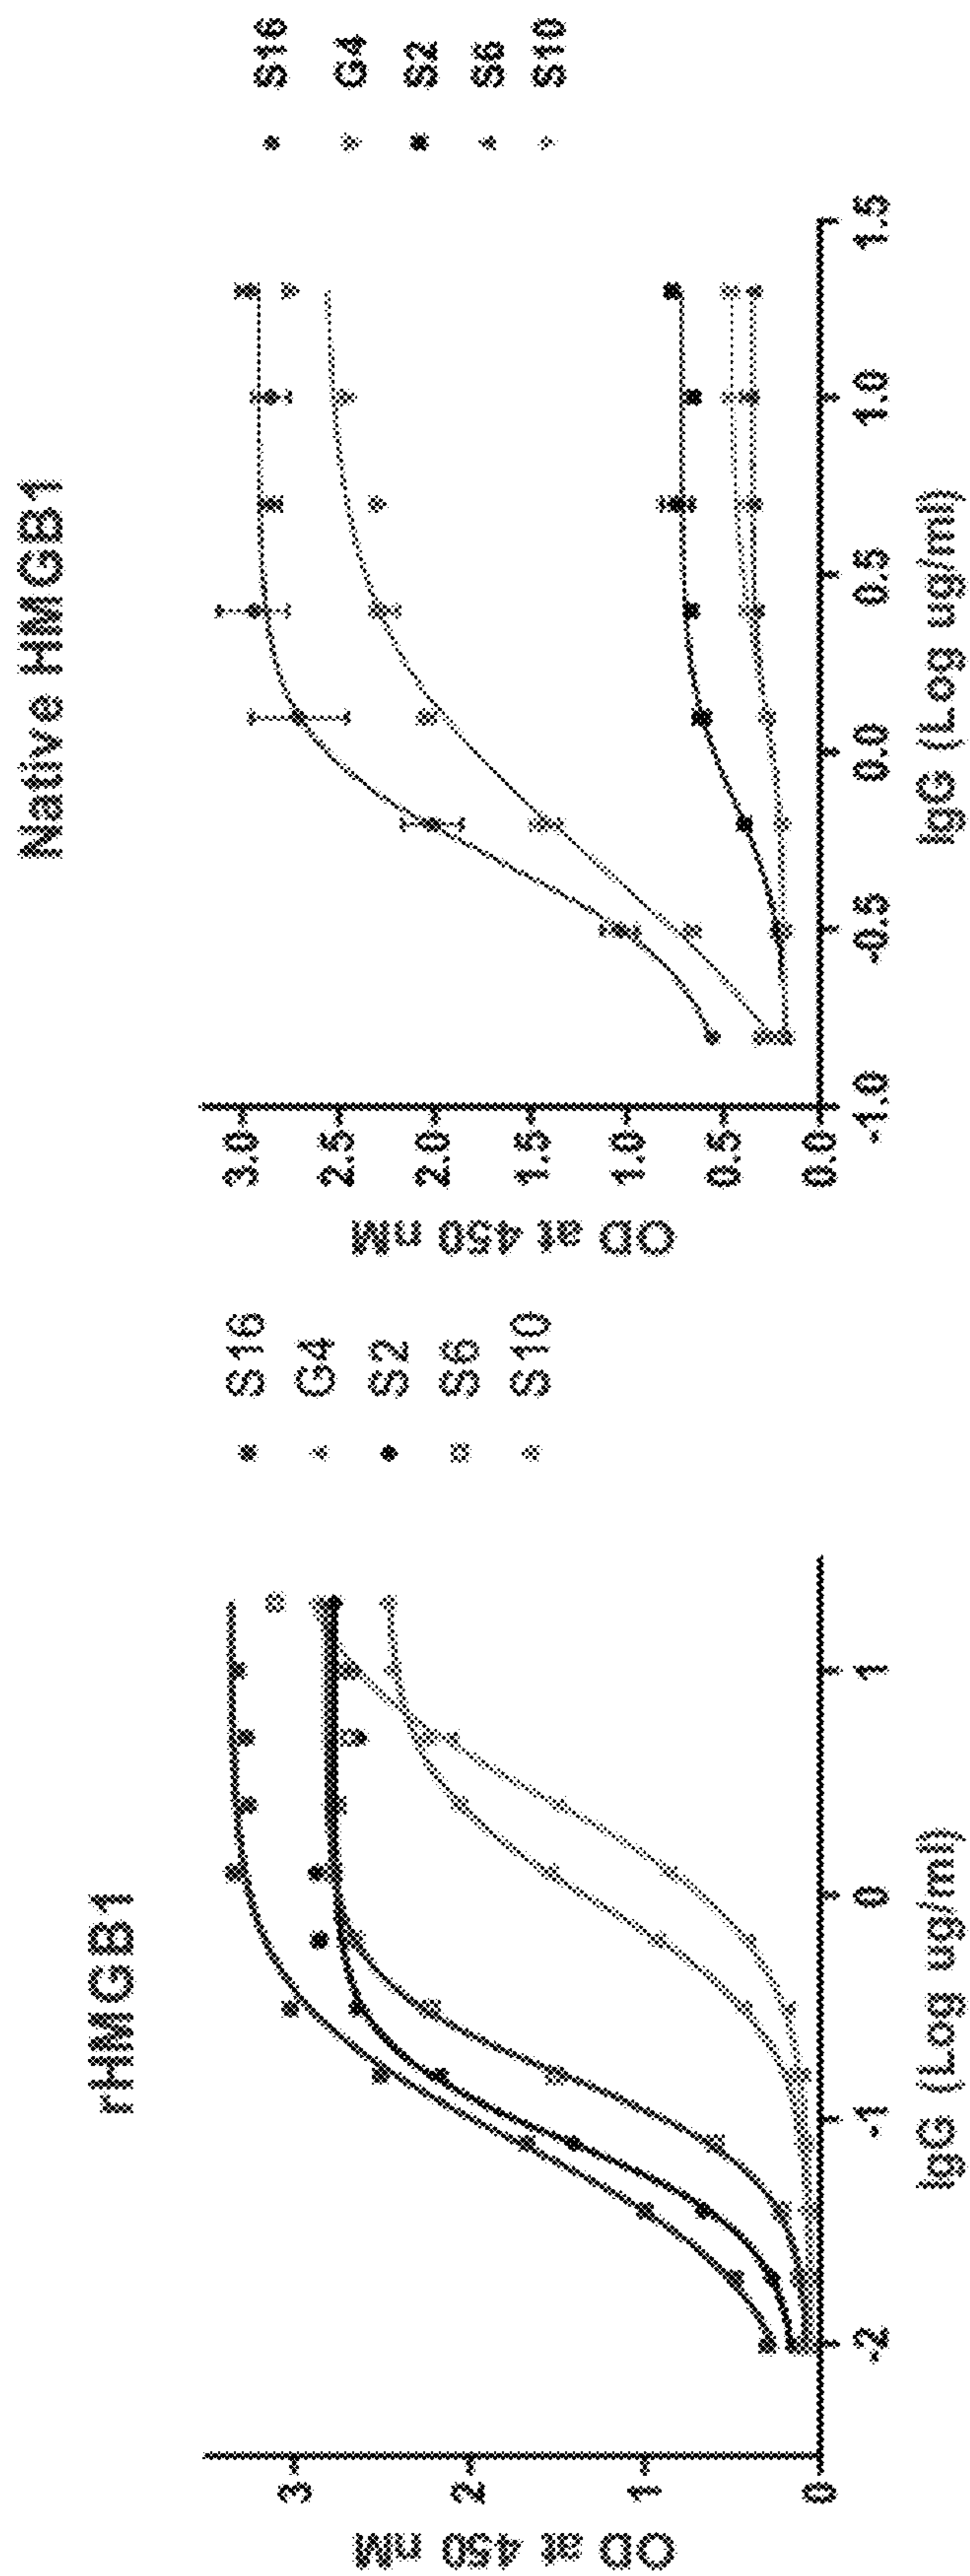 rHMGB1
OD at 450 nM
3
2
1
0
-2
-1
0
1
IgG (Log ug/ml)
S16
G4
S2
S6
S10
Native HMGB1
OD at 450 nM
3.0
2.5
2.0
1.5
1.0
0.5
0.0
-1.0
-0.5
0.0
0.5
1.0
1.5
IgG (Log ug/ml)
S16
G4
S2
S6
S10